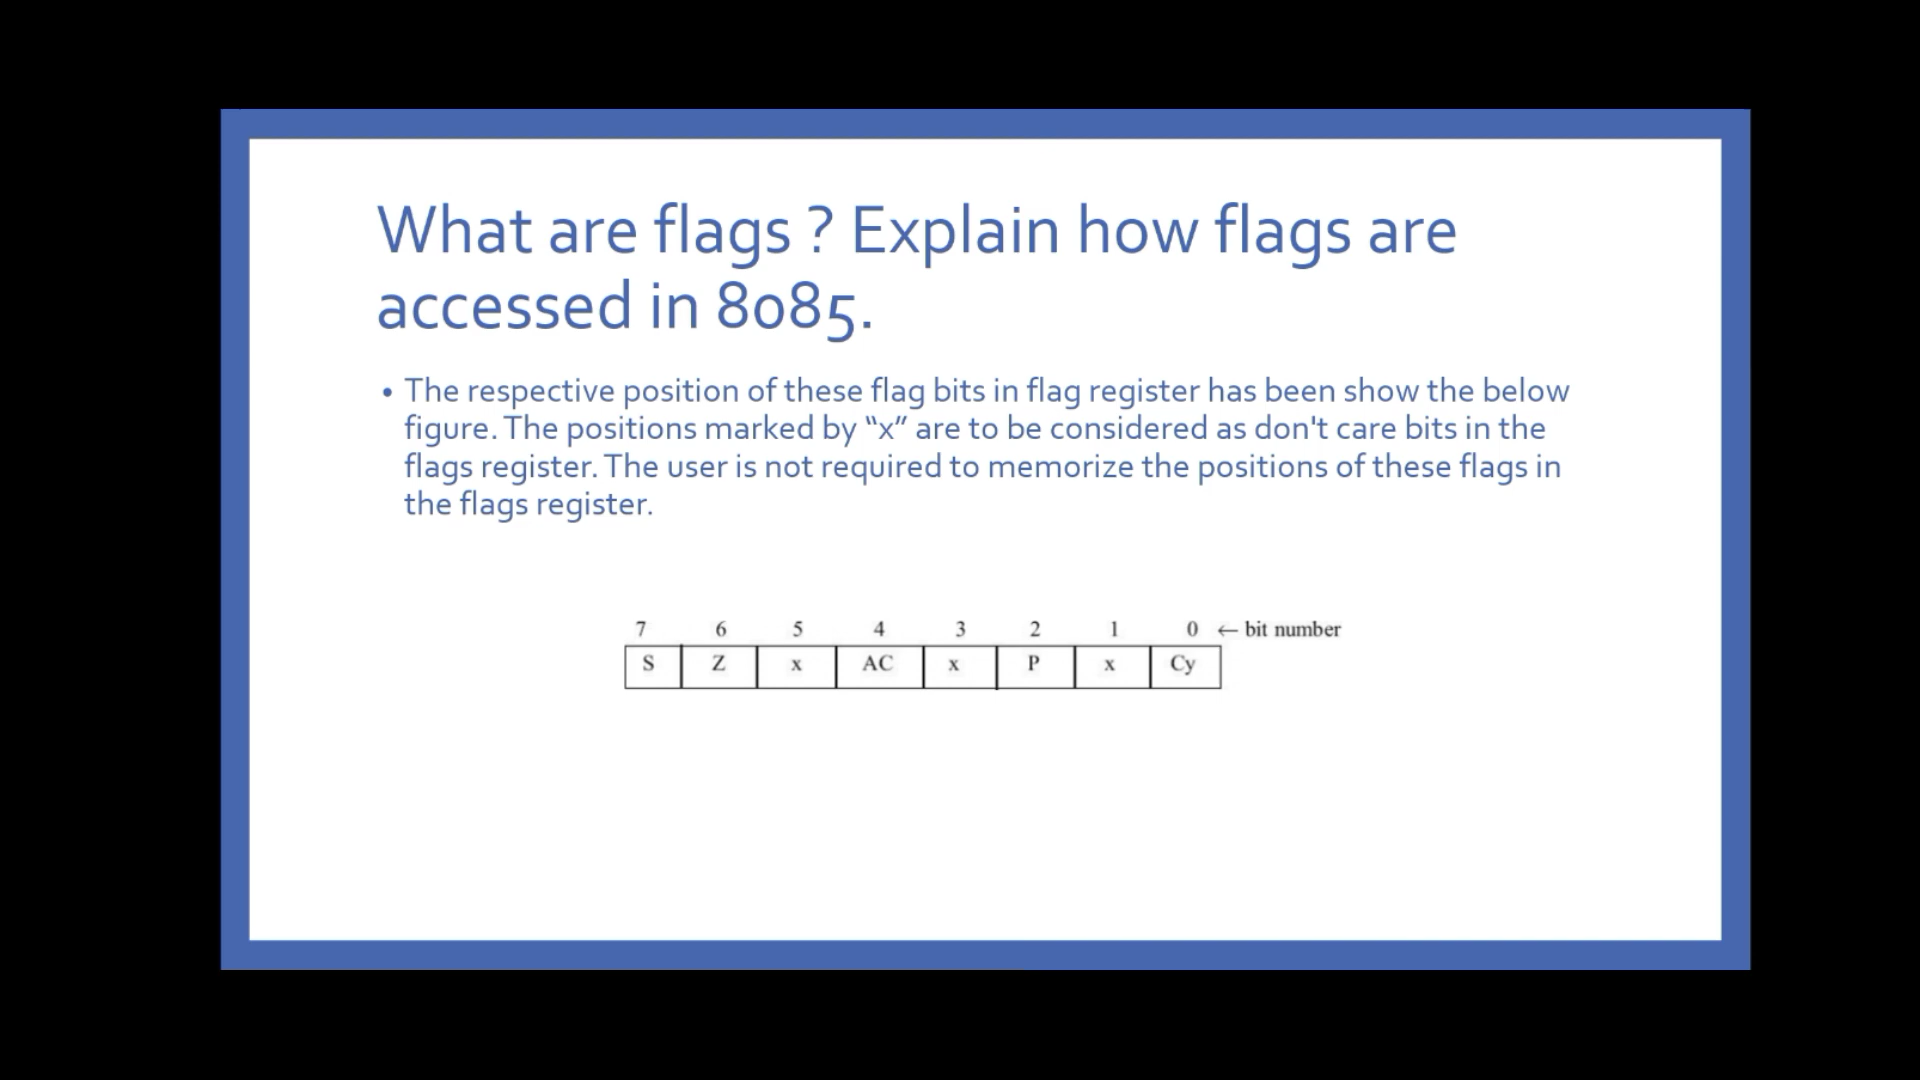 What are flags ? Explain how flags are
accessed in 8085.
• The respective position of these flag bits in flag register has been show the below
figure. The positions marked by “x” are to be considered as don't care bits in the
flags register. The user is not required to memorize the positions of these flags in
the flags register.
7 6 5 4 3 2 1 0 ← bit number
S Z x AC x P x Cy